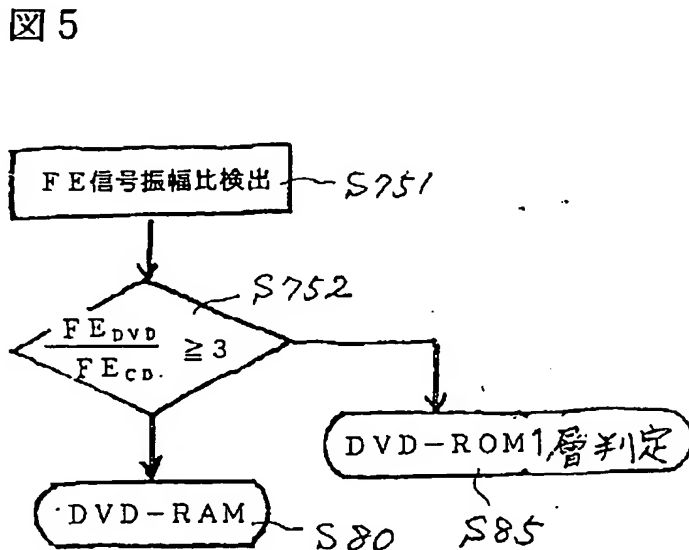 図5
FE信号振幅比検出 S751
S752
FE_DVD
FE_CD. ≧3
DVD-ROM1層判定
DVD-RAM
S80
S85